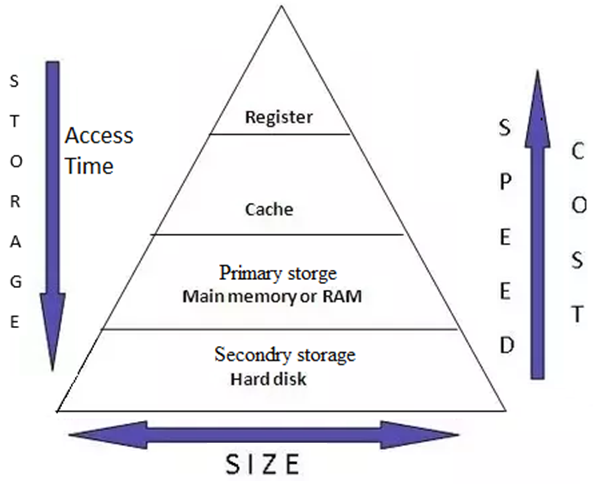 STORAGE
Access
Time
Register
Cache
Primary storge
Main memory or RAM
Secondry storage
Hard disk
SPEED
COST
SIZE